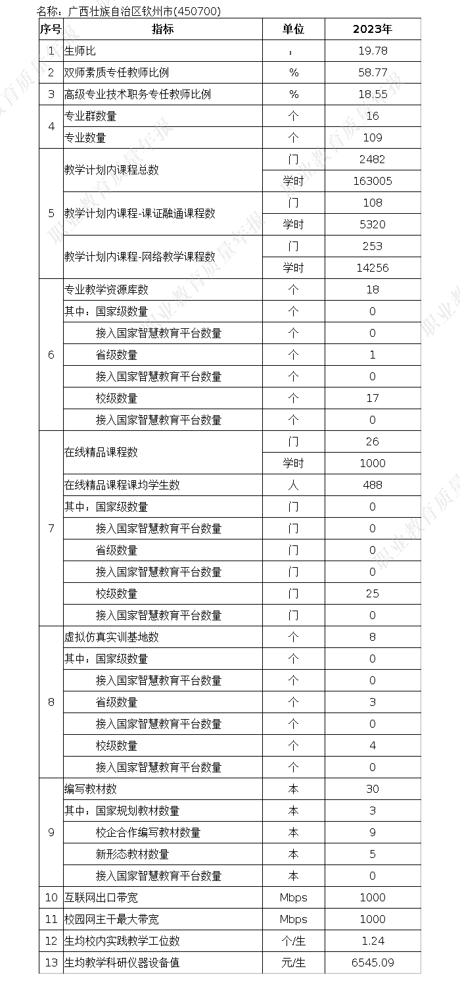 名称：广西壮族自治区钦州市(450700)
序号 指标 单位 2023年
1 生师比 ： 19.78
2 双师素质专任教师比例 % 58.77
3 高级专业技术职务专任教师比例 % 18.55
4 专业群数量 个 16
专业数量 个 109
5 教学计划内课程总数 门 2482
学时 163005
教学计划内课程-课证融通课程数 门 108
学时 5320
教学计划内课程-网络教学课程数 门 253
学时 14256
6 专业教学资源库数 个 18
其中：国家级数量 个 0
接入国家智慧教育平台数量 个 0
省级数量 个 1
接入国家智慧教育平台数量 个 0
校级数量 个 17
接入国家智慧教育平台数量 个 0
7 在线精品课程数 门 26
学时 1000
在线精品课程课均学生数 人 488
其中：国家级数量 门 0
接入国家智慧教育平台数量 门 0
省级数量 门 0
接入国家智慧教育平台数量 门 0
校级数量 门 25
接入国家智慧教育平台数量 门 0
8 虚拟仿真实训基地数 个 8
其中：国家级数量 个 0
接入国家智慧教育平台数量 个 0
省级数量 个 3
接入国家智慧教育平台数量 个 0
校级数量 个 4
接入国家智慧教育平台数量 个 0
9 编写教材数 本 30
其中：国家规划教材数量 本 3
校企合作编写教材数量 本 9
新形态教材数量 本 5
接入国家智慧教育平台数量 本 0
10 互联网出口带宽 Mbps 1000
11 校园网主干最大带宽 Mbps 1000
12 生均校内实践教学工位数 个/生 1.24
13 生均教学科研仪器设备值 元/生 6545.09
职业教育质量年报
职业教育质量年报
职业教育质量年报